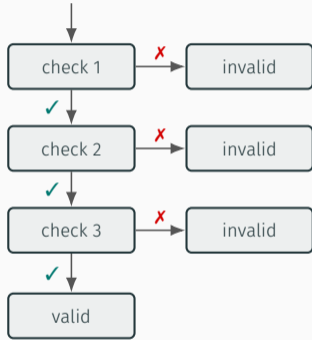 ✗
check 1 invalid
✓
✗
check 2 invalid
✓
✗
check 3 invalid
✓
valid